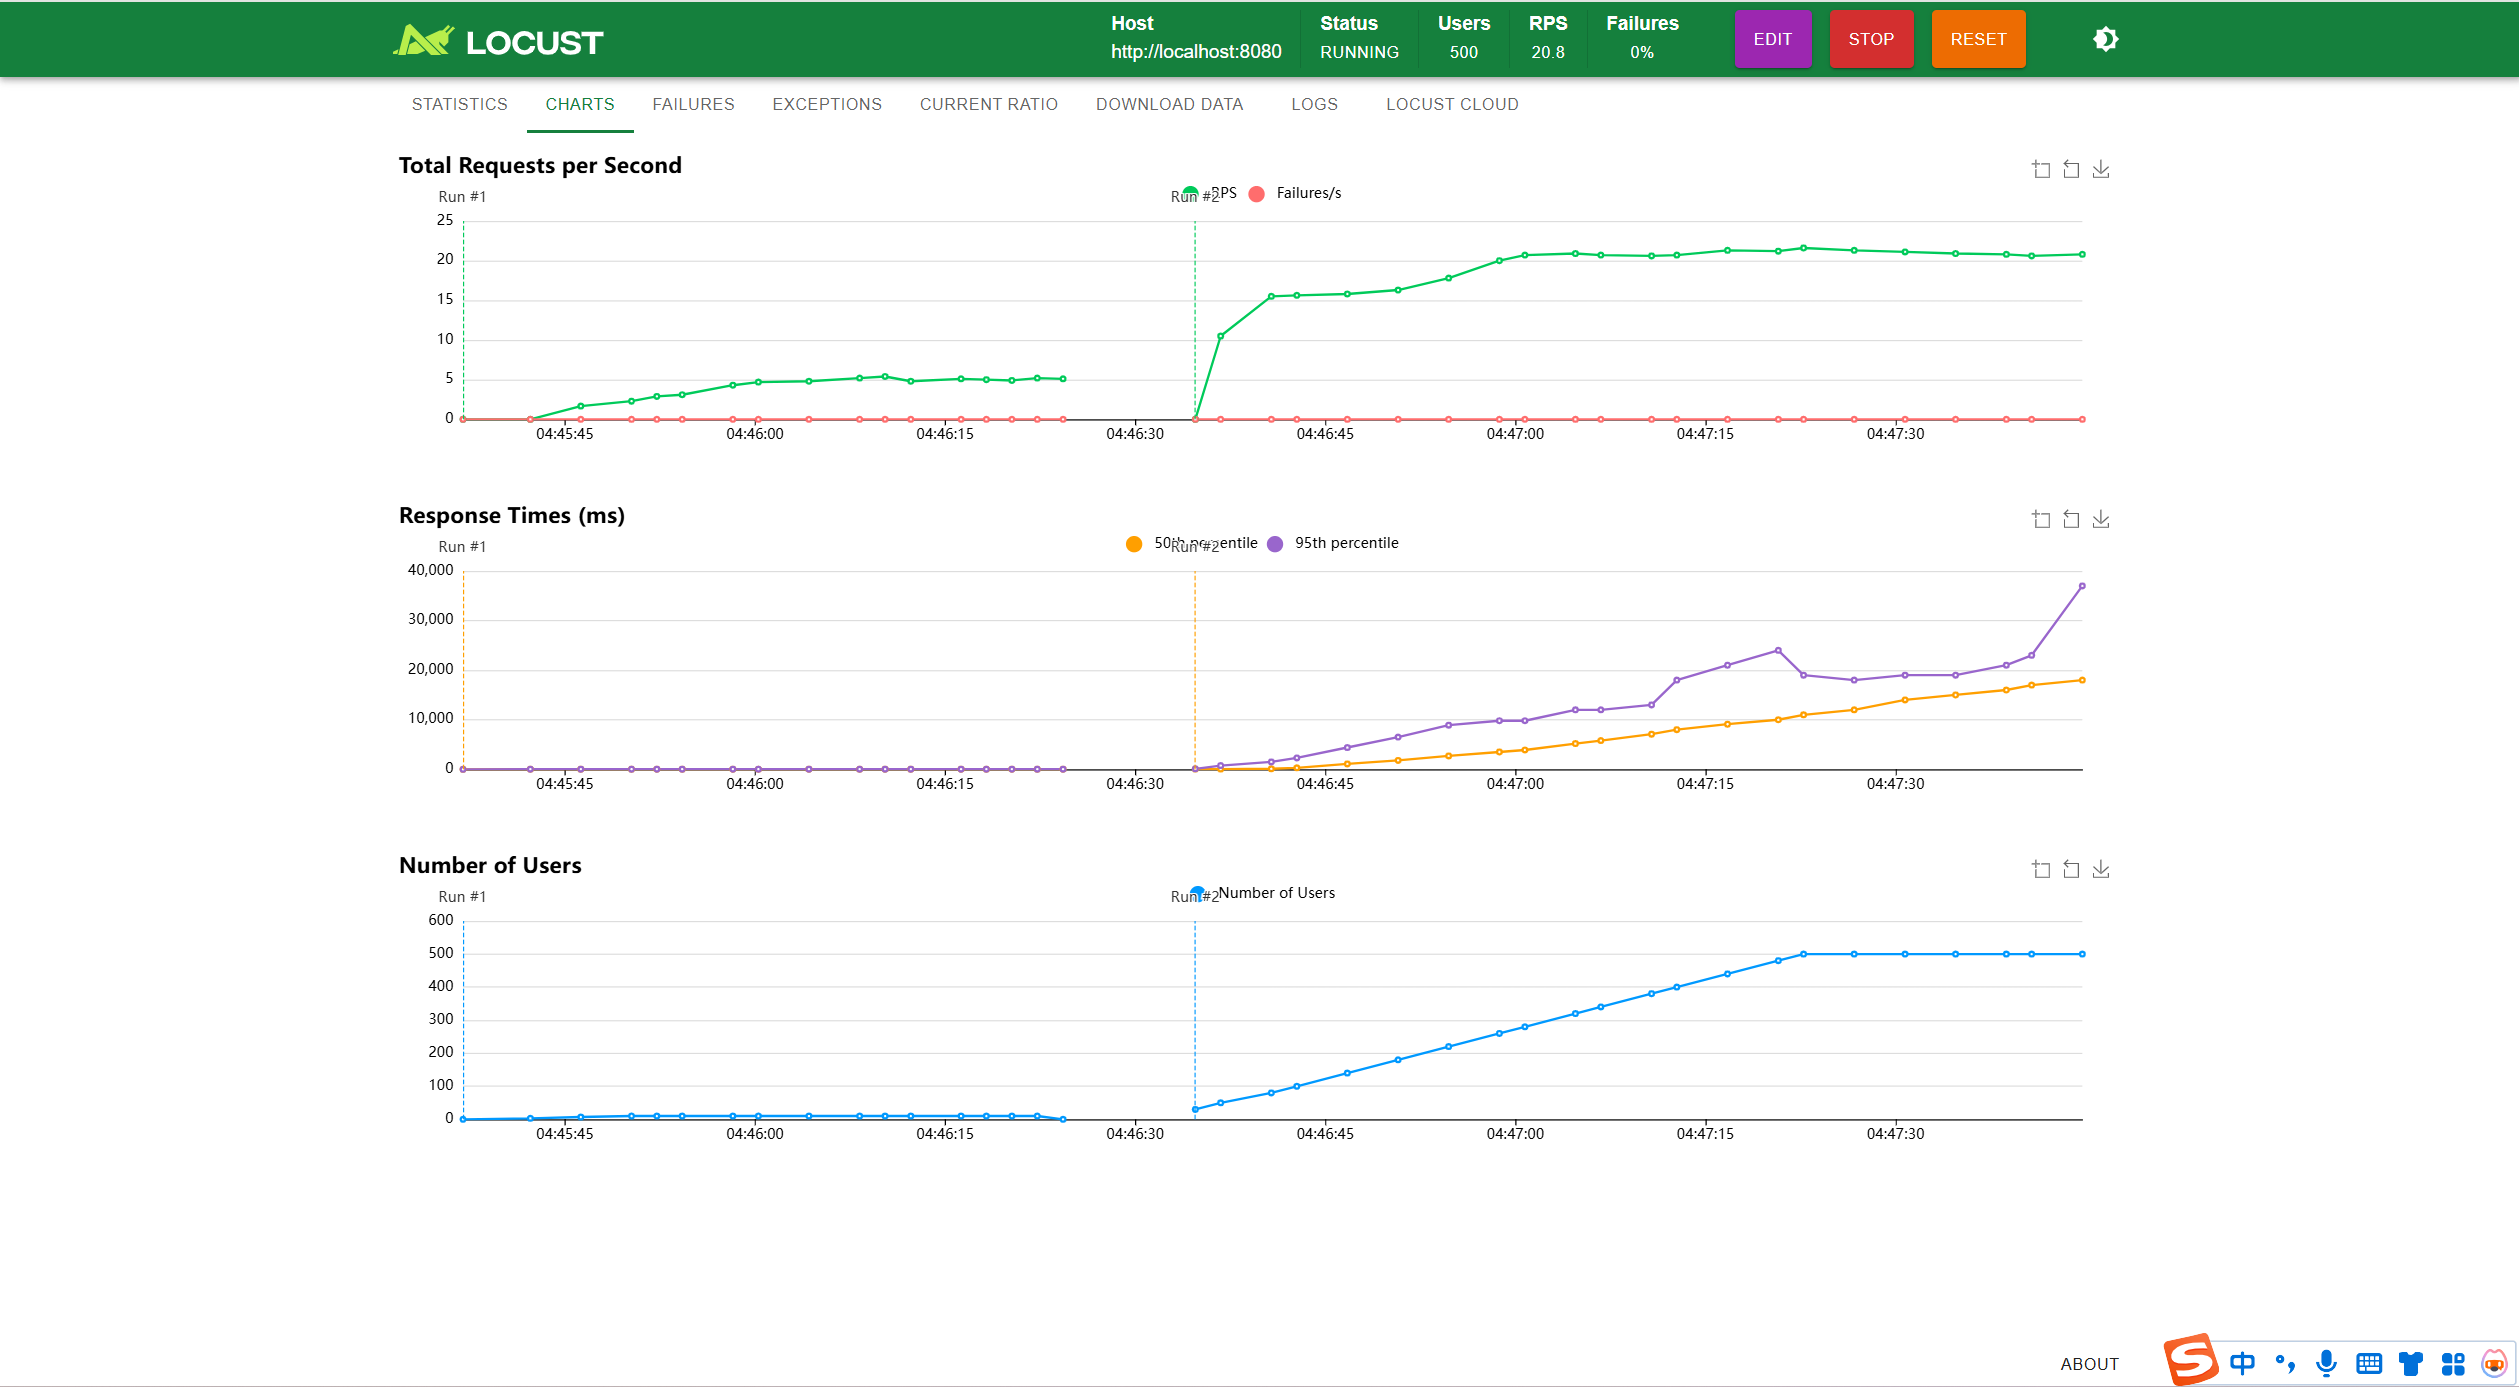 LOCUST
Host Status Users RPS Failures
http://localhost:8080 RUNNING 500 20.8 0%
EDIT STOP RESET
STATISTICS CHARTS FAILURES EXCEPTIONS CURRENT RATIO DOWNLOAD DATA LOGS LOCUST CLOUD
Total Requests per Second
Run #1 Run #2 RPS Failures/s
25
20
15
10
5
0
04:45:45 04:46:00 04:46:15 04:46:30 04:46:45 04:47:00 04:47:15 04:47:30
Response Times (ms)
Run #1 50th percentile Run #2 95th percentile
40,000
30,000
20,000
10,000
0
04:45:45 04:46:00 04:46:15 04:46:30 04:46:45 04:47:00 04:47:15 04:47:30
Number of Users
Run #1 Run #2 Number of Users
600
500
400
300
200
100
0
04:45:45 04:46:00 04:46:15 04:46:30 04:46:45 04:47:00 04:47:15 04:47:30
ABOUT
S 中 °,